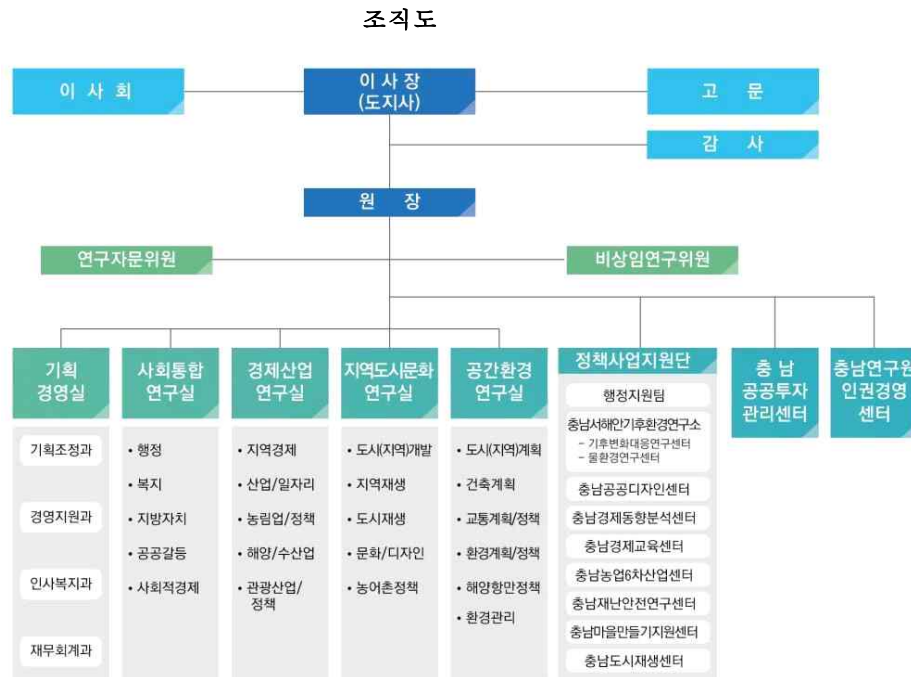 조직도
이 사 회
이 사 장
(도지사)
고 문
감 사
원 장
연구자문위원
비상임연구위원
기획
경영실
기획조정과
경영지원과
인사복지과
재무회계과
사회통합
연구실
• 행정
• 복지
• 지방자치
• 공공갈등
• 사회적경제
경제산업
연구실
• 지역경제
• 산업/일자리
• 농림업/정책
• 해양/수산업
• 관광산업/
정책
지역도시문화
연구실
• 도시(지역)개발
• 지역재생
• 도시재생
• 문화/디자인
• 농어촌정책
공간환경
연구실
• 도시(지역)계획
• 건축계획
• 교통계획/정책
• 환경계획/정책
• 해양항만정책
• 환경관리
정책사업지원단
행정지원팀
충남서해안기후환경연구소
- 기후변화대응연구센터
- 물환경연구센터
충남공공디자인센터
충남경제동향분석센터
충남경제교육센터
충남농업6차산업센터
충남재난안전연구센터
충남마을만들기지원센터
충남도시재생센터
충 남
공공투자
관리센터
충남연구원
인권경영
센터